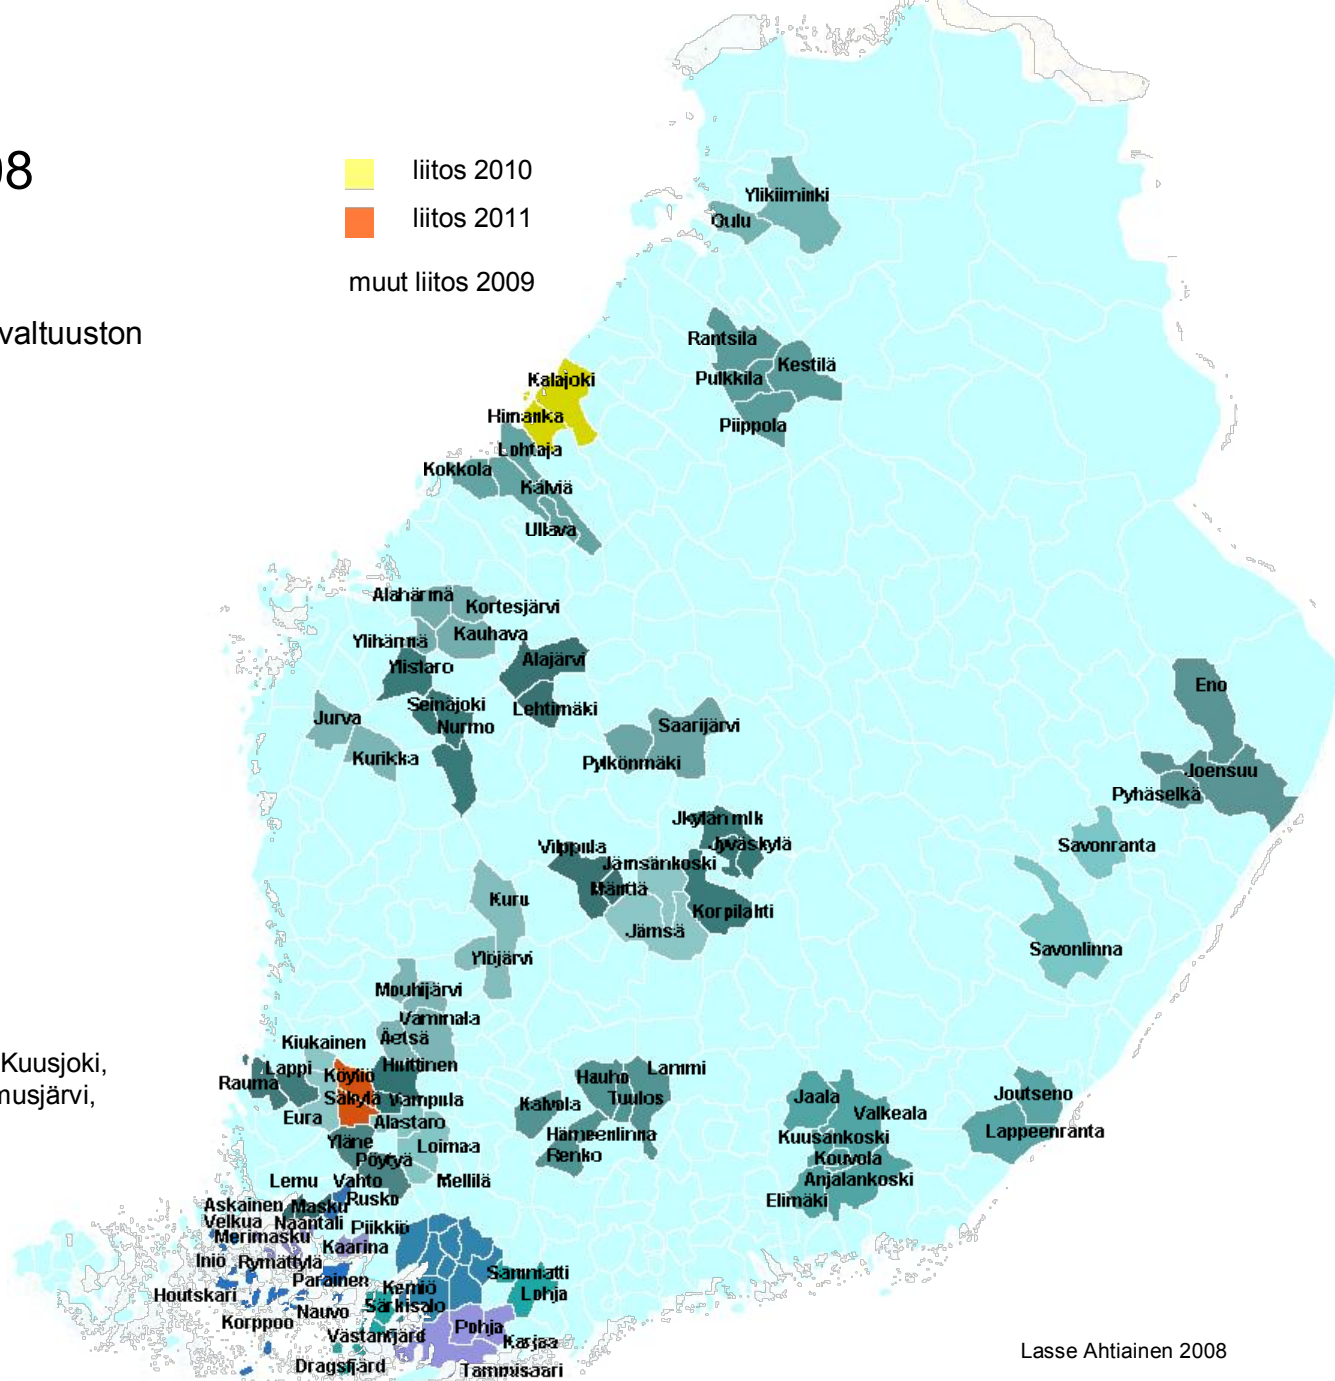 08
liitos 2010
liitos 2011
muut liitos 2009
valtuuston
Ylikiiminki
Oulu
Rantsila
Kestilä
Pulkkila
Piippola
Kalajoki
Himanka
Lohtaja
Kokkola
Kälviä
Ullava
Alahärmä
Kortesjärvi
Ylihärmä
Kauhava
Ylistaro
Alajärvi
Seinäjoki
Lehtimäki
Nurmo
Jurva
Kurikka
Saarijärvi
Pylkönmäki
Eno
Joensuu
Pyhäselkä
Savonranta
Savonlinna
Jkylän mlk
Jyväskylä
Vilppula
Jämsänkoski
Mänttä
Korpilahti
Jämsä
Kuru
Ylöjärvi
Mouhijärvi
Vammala
Äetsä
Kiukainen
Huittinen
Lappi
Rauma
Köyliö
Säkylä
Vampula
Eura
Alastaro
Yläne
Loimaa
Pöytyä
Mellilä
Kuusjoki,
musjärvi,
Lammi
Hauho
Tuulos
Kalvola
Hämeenlinna
Renko
Jaala
Valkeala
Kuusankoski
Kouvola
Anjalankoski
Elimäki
Joutseno
Lappeenranta
Lemu
Vahto
Rusko
Askainen
Masku
Velkua
Naantali
Piikkiö
Merimasku
Kaarina
Iniö
Rymättylä
Parainen
Houtskari
Nauvo
Korppoo
Kemiö
Särkisalo
Västanfjärd
Dragsfjärd
Sammatti
Lohja
Pohja
Karjaa
Tammisaari
Lasse Ahtiainen 2008